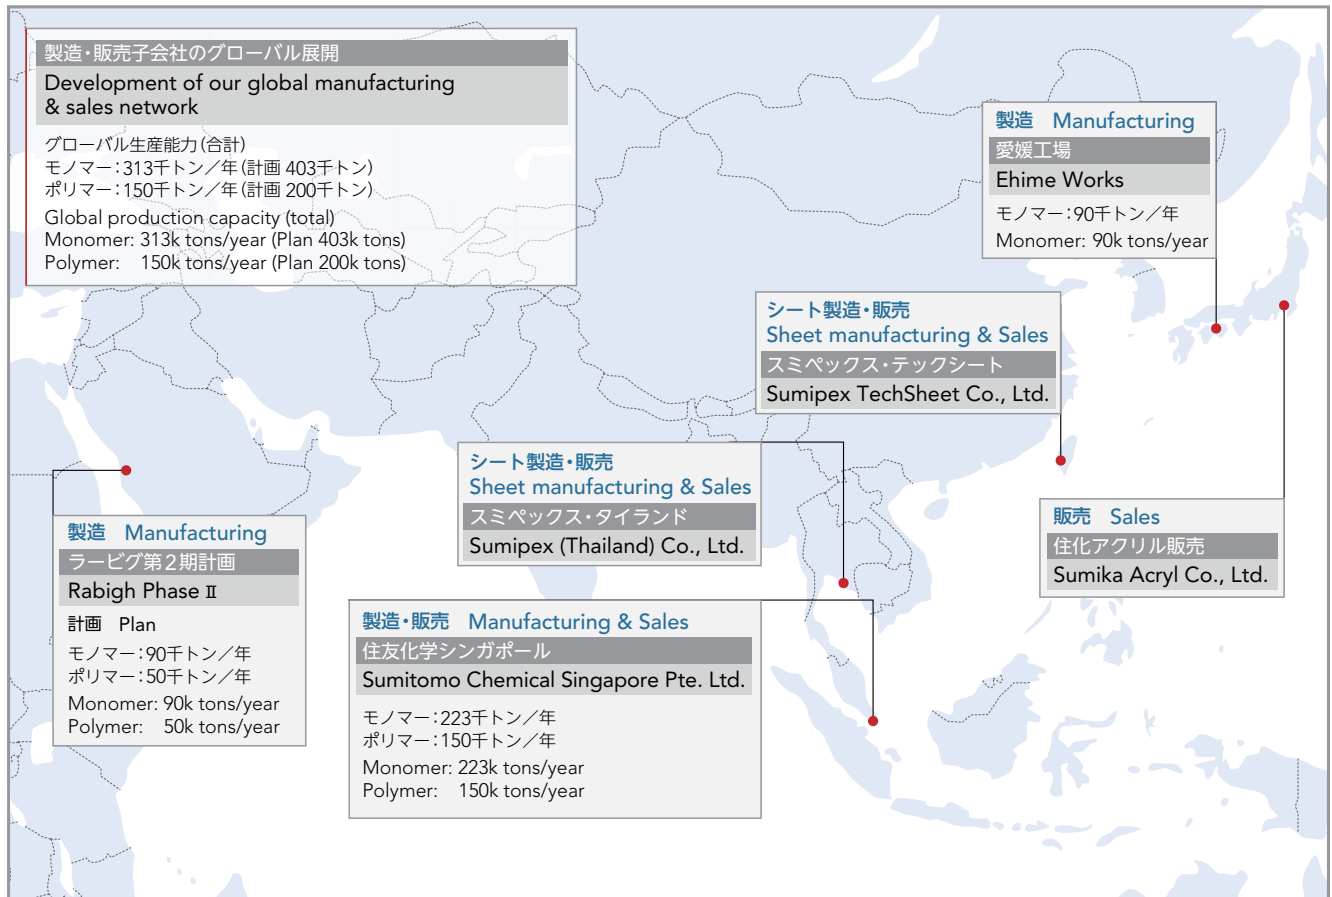 製造・販売子会社のグローバル展開
Development of our global manufacturing
& sales network
グローバル生産能力(合計)
モノマー:313千トン/年(計画 403千トン)
ポリマー:150千トン/年(計画 200千トン)
Global production capacity (total)
Monomer: 313k tons/year (Plan 403k tons)
Polymer: 150k tons/year (Plan 200k tons)
製造 Manufacturing
愛媛工場
Ehime Works
モノマー:90千トン/年
Monomer: 90k tons/year
シート製造・販売
Sheet manufacturing & Sales
スミペックス・テックシート
Sumipex TechSheet Co., Ltd.
シート製造・販売
Sheet manufacturing & Sales
スミペックス・タイランド
Sumipex (Thailand) Co., Ltd.
販売 Sales
住化アクリル販売
Sumika Acryl Co., Ltd.
製造 Manufacturing
ラービグ第2期計画
Rabigh Phase Ⅱ
計画 Plan
モノマー:90千トン/年
ポリマー:50千トン/年
Monomer: 90k tons/year
Polymer: 50k tons/year
製造・販売 Manufacturing & Sales
住友化学シンガポール
Sumitomo Chemical Singapore Pte. Ltd.
モノマー:223千トン/年
ポリマー:150千トン/年
Monomer: 223k tons/year
Polymer: 150k tons/year